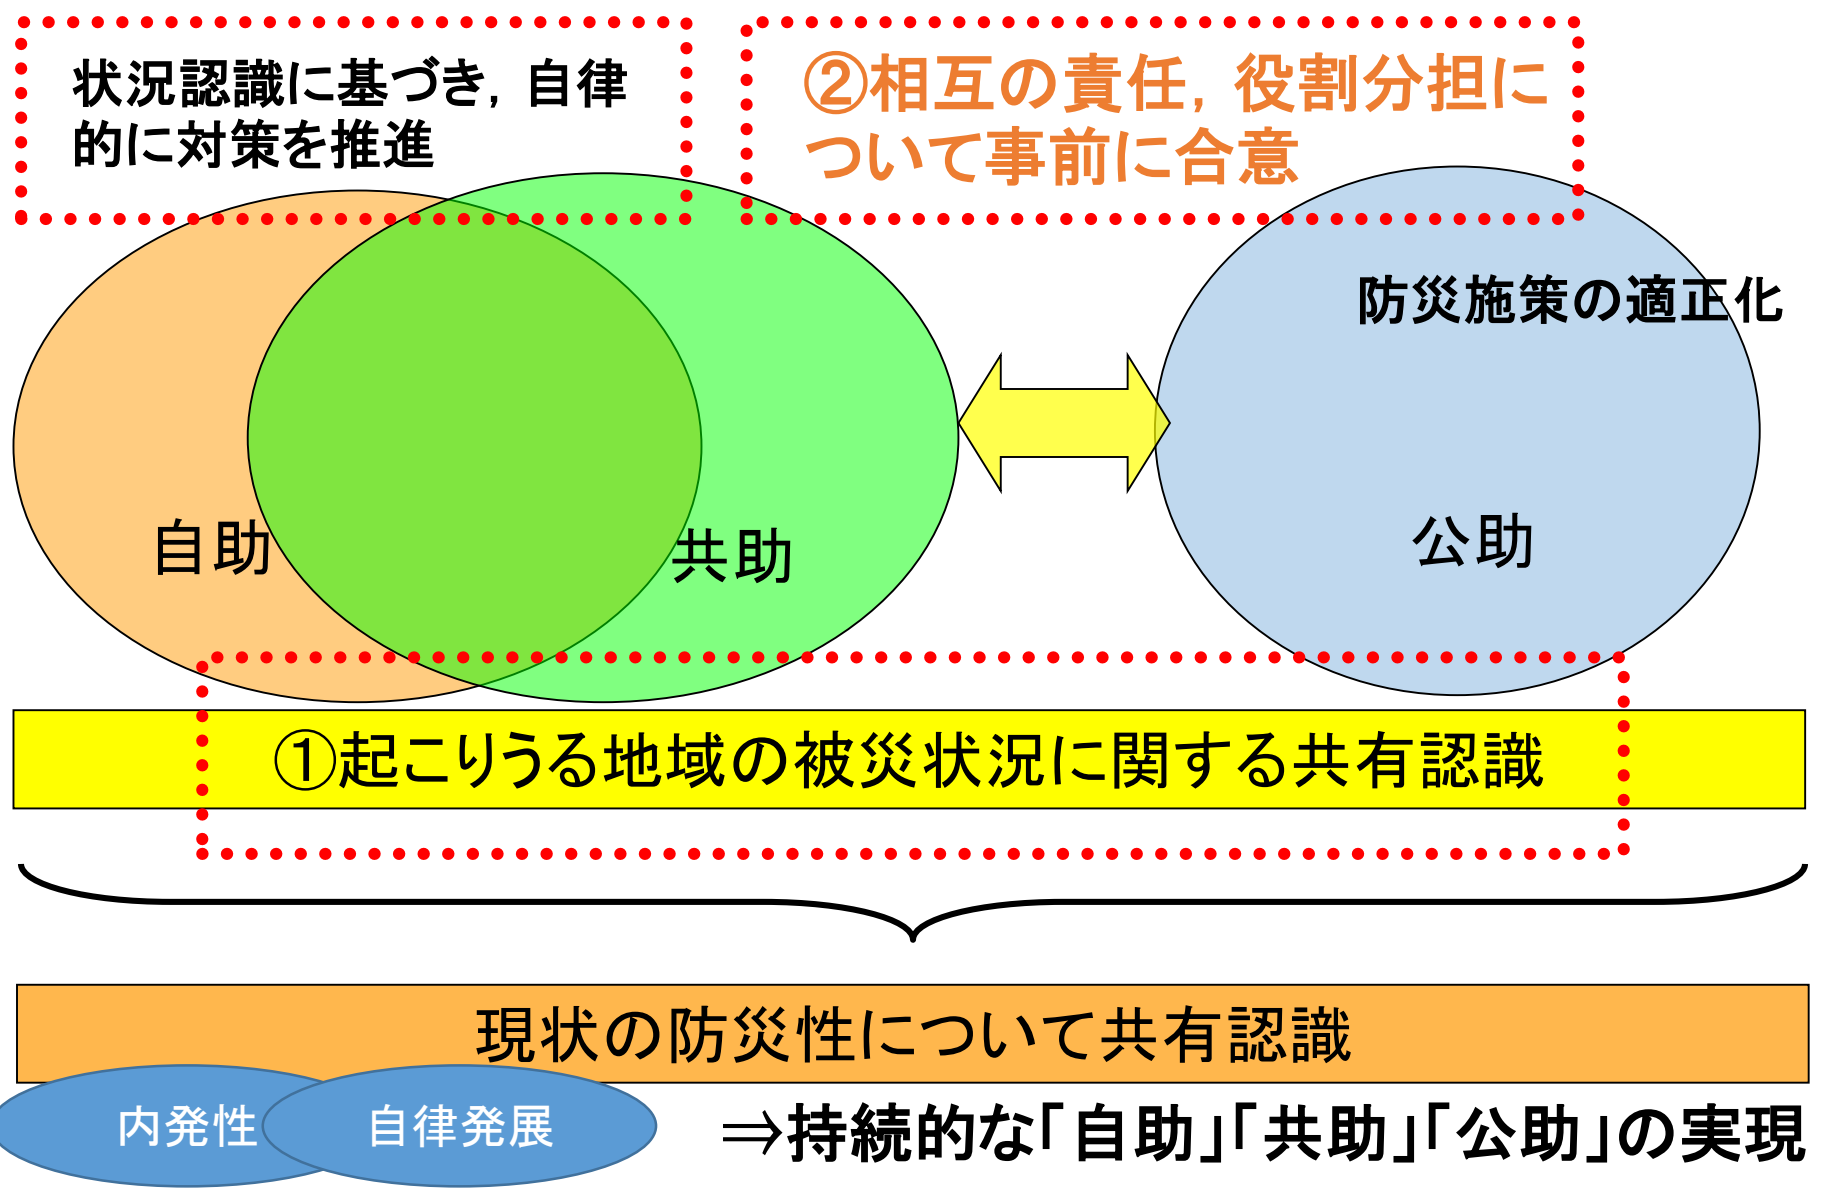 状況認識に基づき，自律
的に対策を推進
②相互の責任，役割分担に
ついて事前に合意
防災施策の適正化
自助
共助
公助
①起こりうる地域の被災状況に関する共有認識
現状の防災性について共有認識
内発性
自律発展
⇒持続的な｢自助｣｢共助｣｢公助｣の実現